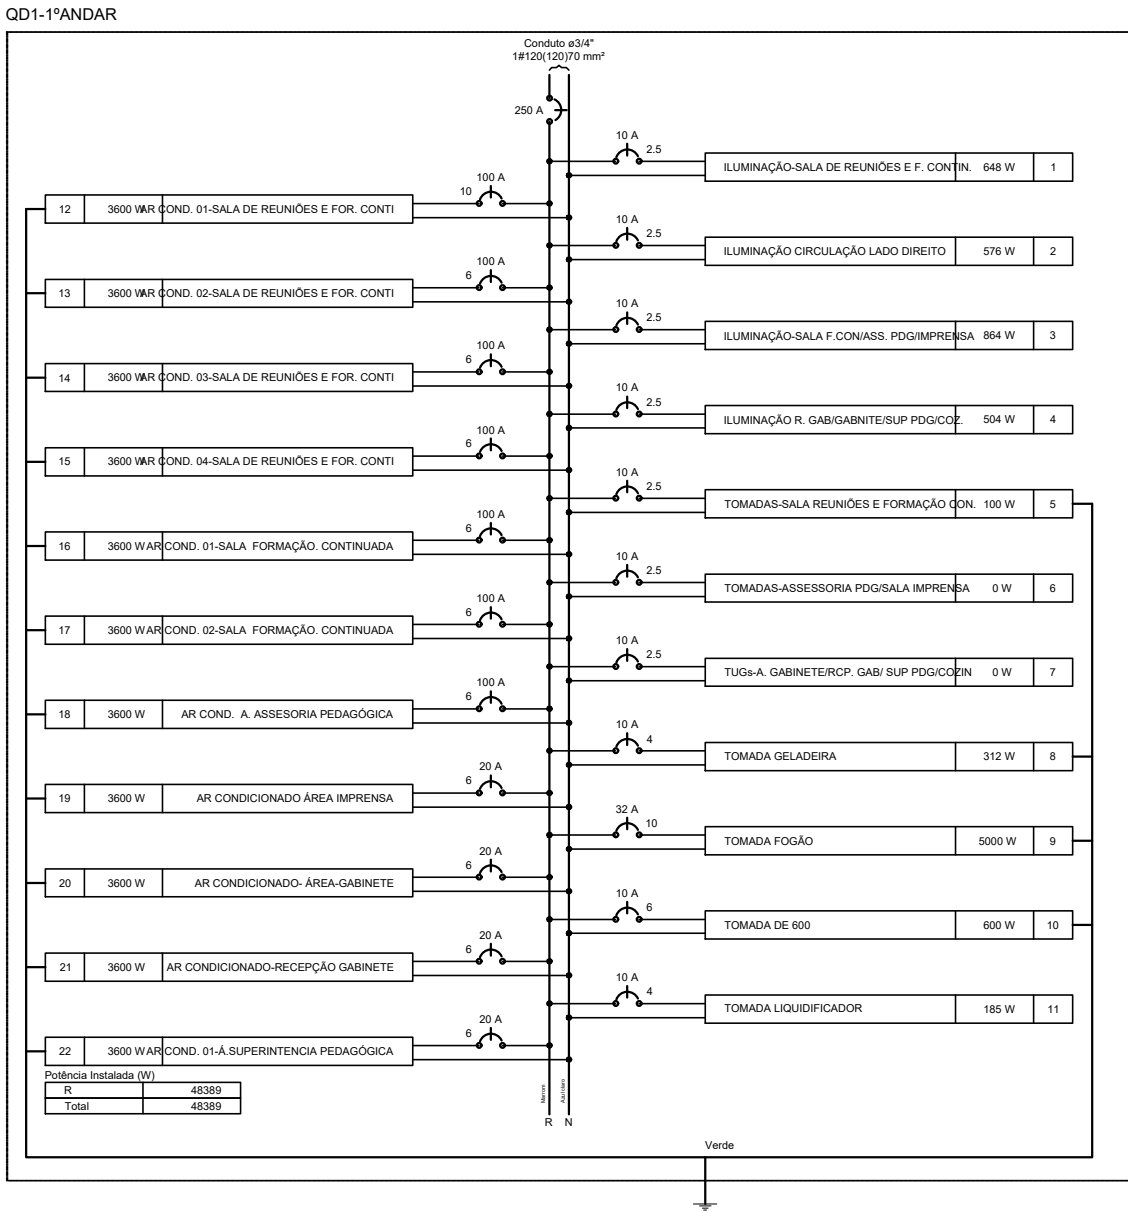 QD1-1ºANDAR
Conduto ø3/4"
1#120(120)70 mm²
250 A
10 A
2.5
ILUMINAÇÃO-SALA DE REUNIÕES E F. CONTIN. 648 W 1
10 A
2.5
ILUMINAÇÃO CIRCULAÇÃO LADO DIREITO 576 W 2
10 A
2.5
ILUMINAÇÃO-SALA F.CON/ASS. PDG/IMPRENSA 864 W 3
10 A
2.5
ILUMINAÇÃO R. GAB/GABNITE/SUP PDG/COZ. 504 W 4
10 A
2.5
TOMADAS-SALA REUNIÕES E FORMAÇÃO CON. 100 W 5
10 A
2.5
TOMADAS-ASSESSORIA PDG/SALA IMPRENSA 0 W 6
10 A
2.5
TUGs-A. GABINETE/RCP. GAB/ SUP PDG/COZIN 0 W 7
10 A
4
TOMADA GELADEIRA 312 W 8
32 A
10
TOMADA FOGÃO 5000 W 9
10 A
6
TOMADA DE 600 600 W 10
10 A
4
TOMADA LIQUIDIFICADOR 185 W 11
100 A
10
12 3600 W AR COND. 01-SALA DE REUNIÕES E FOR. CONTI
100 A
6
13 3600 W AR COND. 02-SALA DE REUNIÕES E FOR. CONTI
100 A
6
14 3600 W AR COND. 03-SALA DE REUNIÕES E FOR. CONTI
100 A
6
15 3600 W AR COND. 04-SALA DE REUNIÕES E FOR. CONTI
100 A
6
16 3600 W AR COND. 01-SALA FORMAÇÃO. CONTINUADA
100 A
6
17 3600 W AR COND. 02-SALA FORMAÇÃO. CONTINUADA
100 A
6
18 3600 W AR COND. A. ASSESORIA PEDAGÓGICA
20 A
6
19 3600 W AR CONDICIONADO ÁREA IMPRENSA
20 A
6
20 3600 W AR CONDICIONADO- ÁREA-GABINETE
20 A
6
21 3600 W AR CONDICIONADO-RECEPÇÃO GABINETE
20 A
6
22 3600 W AR COND. 01-Á.SUPERINTENCIA PEDAGÓGICA
Potência Instalada (W)
R 48389
Total 48389
Marrom
Azul claro
R N
Verde